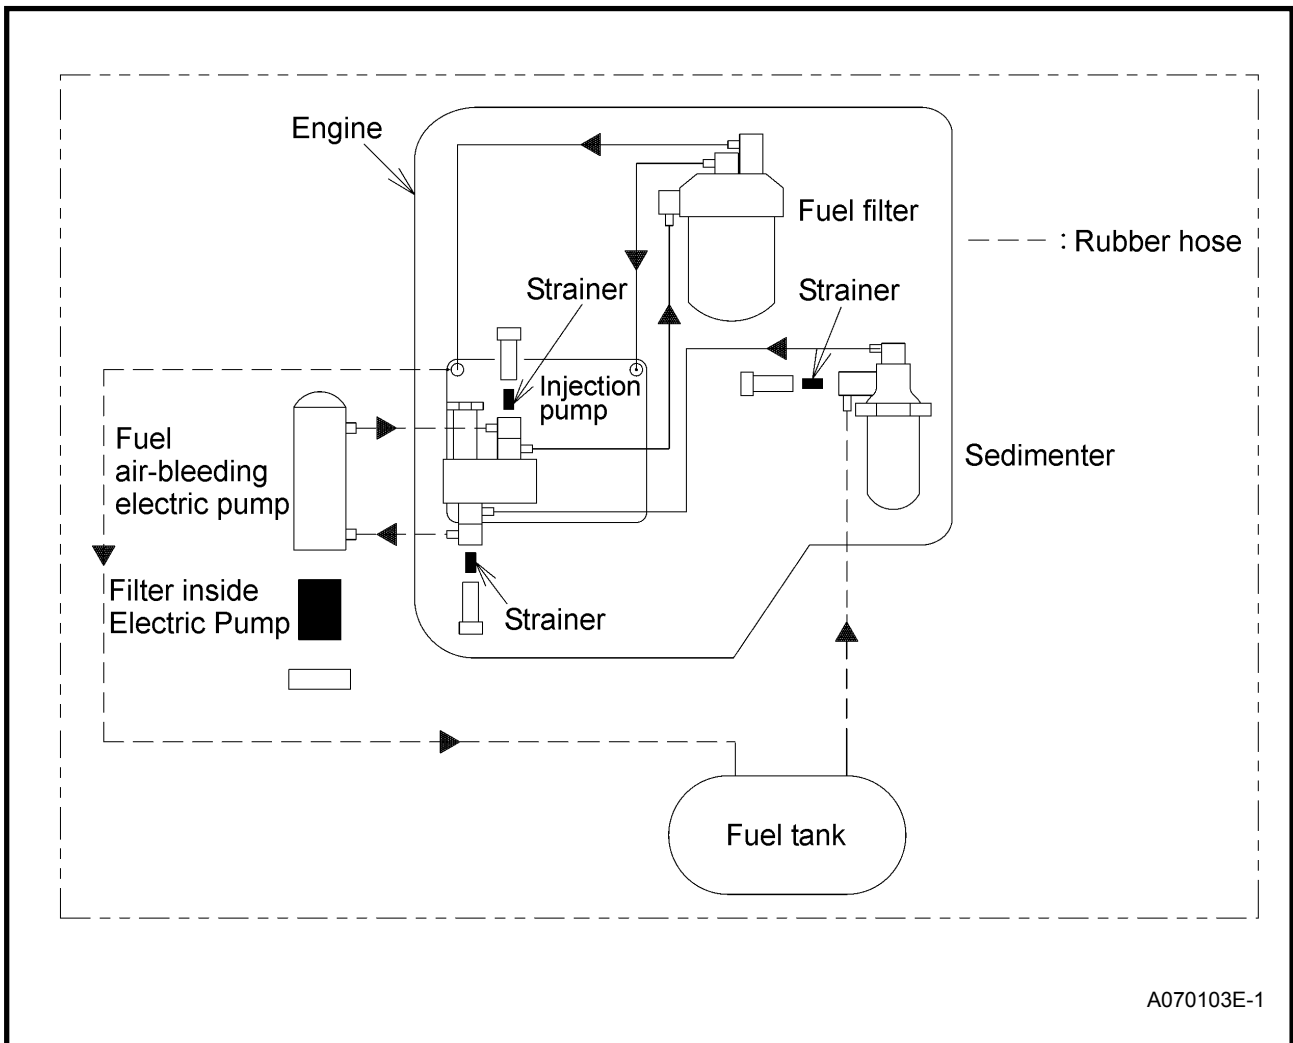 Engine
Fuel filter
: Rubber hose
Strainer
Strainer
Injection
pump
Fuel
air-bleeding
electric pump
Sedimenter
Filter inside
Electric Pump
Strainer
Fuel tank
A070103E-1